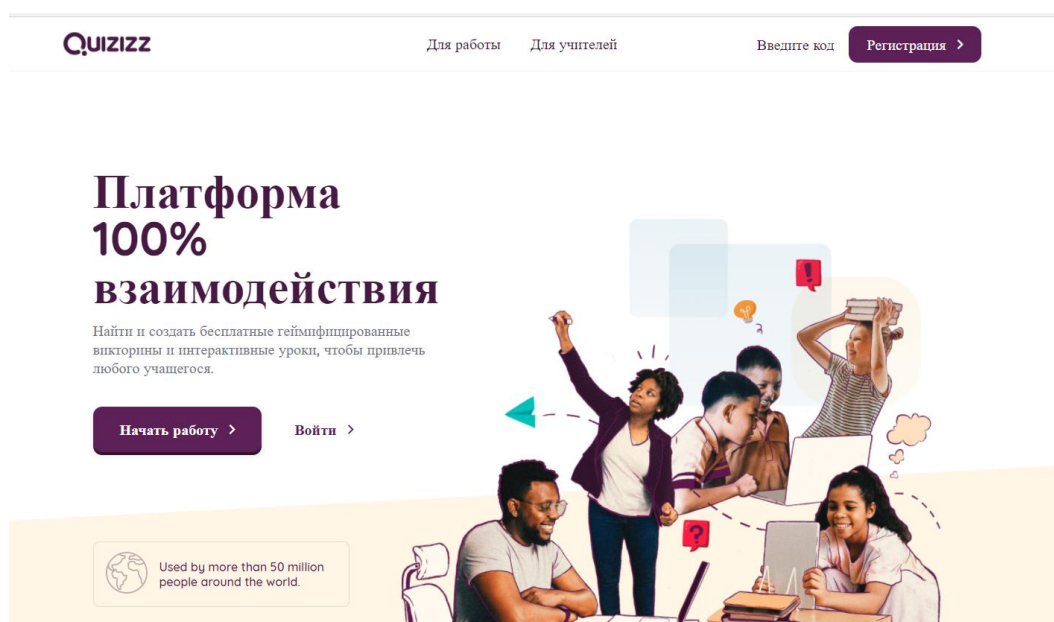 QUIZIZZ
Для работы Для учителей Введите код Регистрация
Платформа
100%
взаимодействия
Найти и создать бесплатные геймифицированные
викторины и интерактивные уроки, чтобы привлечь
любого учащегося.
Начать работу Войти
Used by more than 50 million
people around the world.